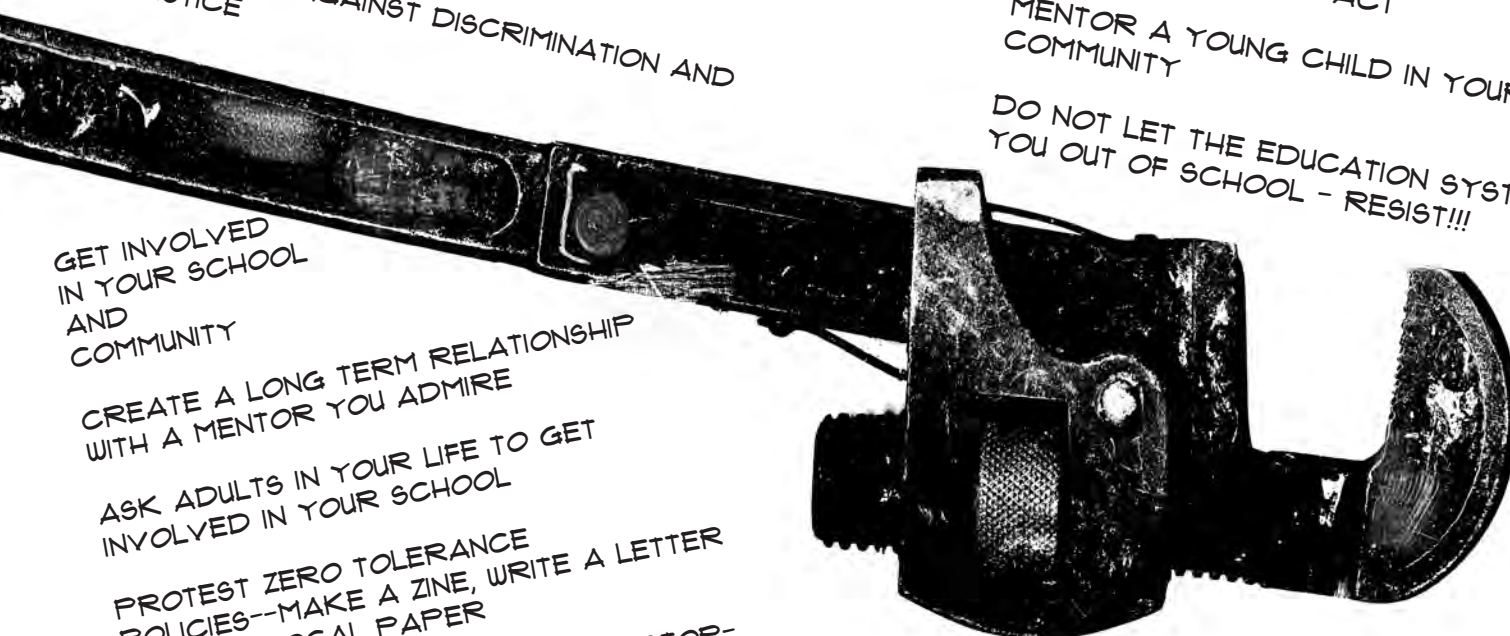 AGAINST DISCRIMINATION AND
GET INVOLVED
IN YOUR SCHOOL
AND
COMMUNITY
CREATE A LONG TERM RELATIONSHIP
WITH A MENTOR YOU ADMIRE
ASK ADULTS IN YOUR LIFE TO GET
INVOLVED IN YOUR SCHOOL
PROTEST ZERO TOLERANCE
POLICIES--MAKE A ZINE, WRITE A LETTER
PAPER
ACT
MENTOR A YOUNG CHILD IN YOUR
COMMUNITY
DO NOT LET THE EDUCATION
YOU OUT OF SCHOOL - RESIST!!!